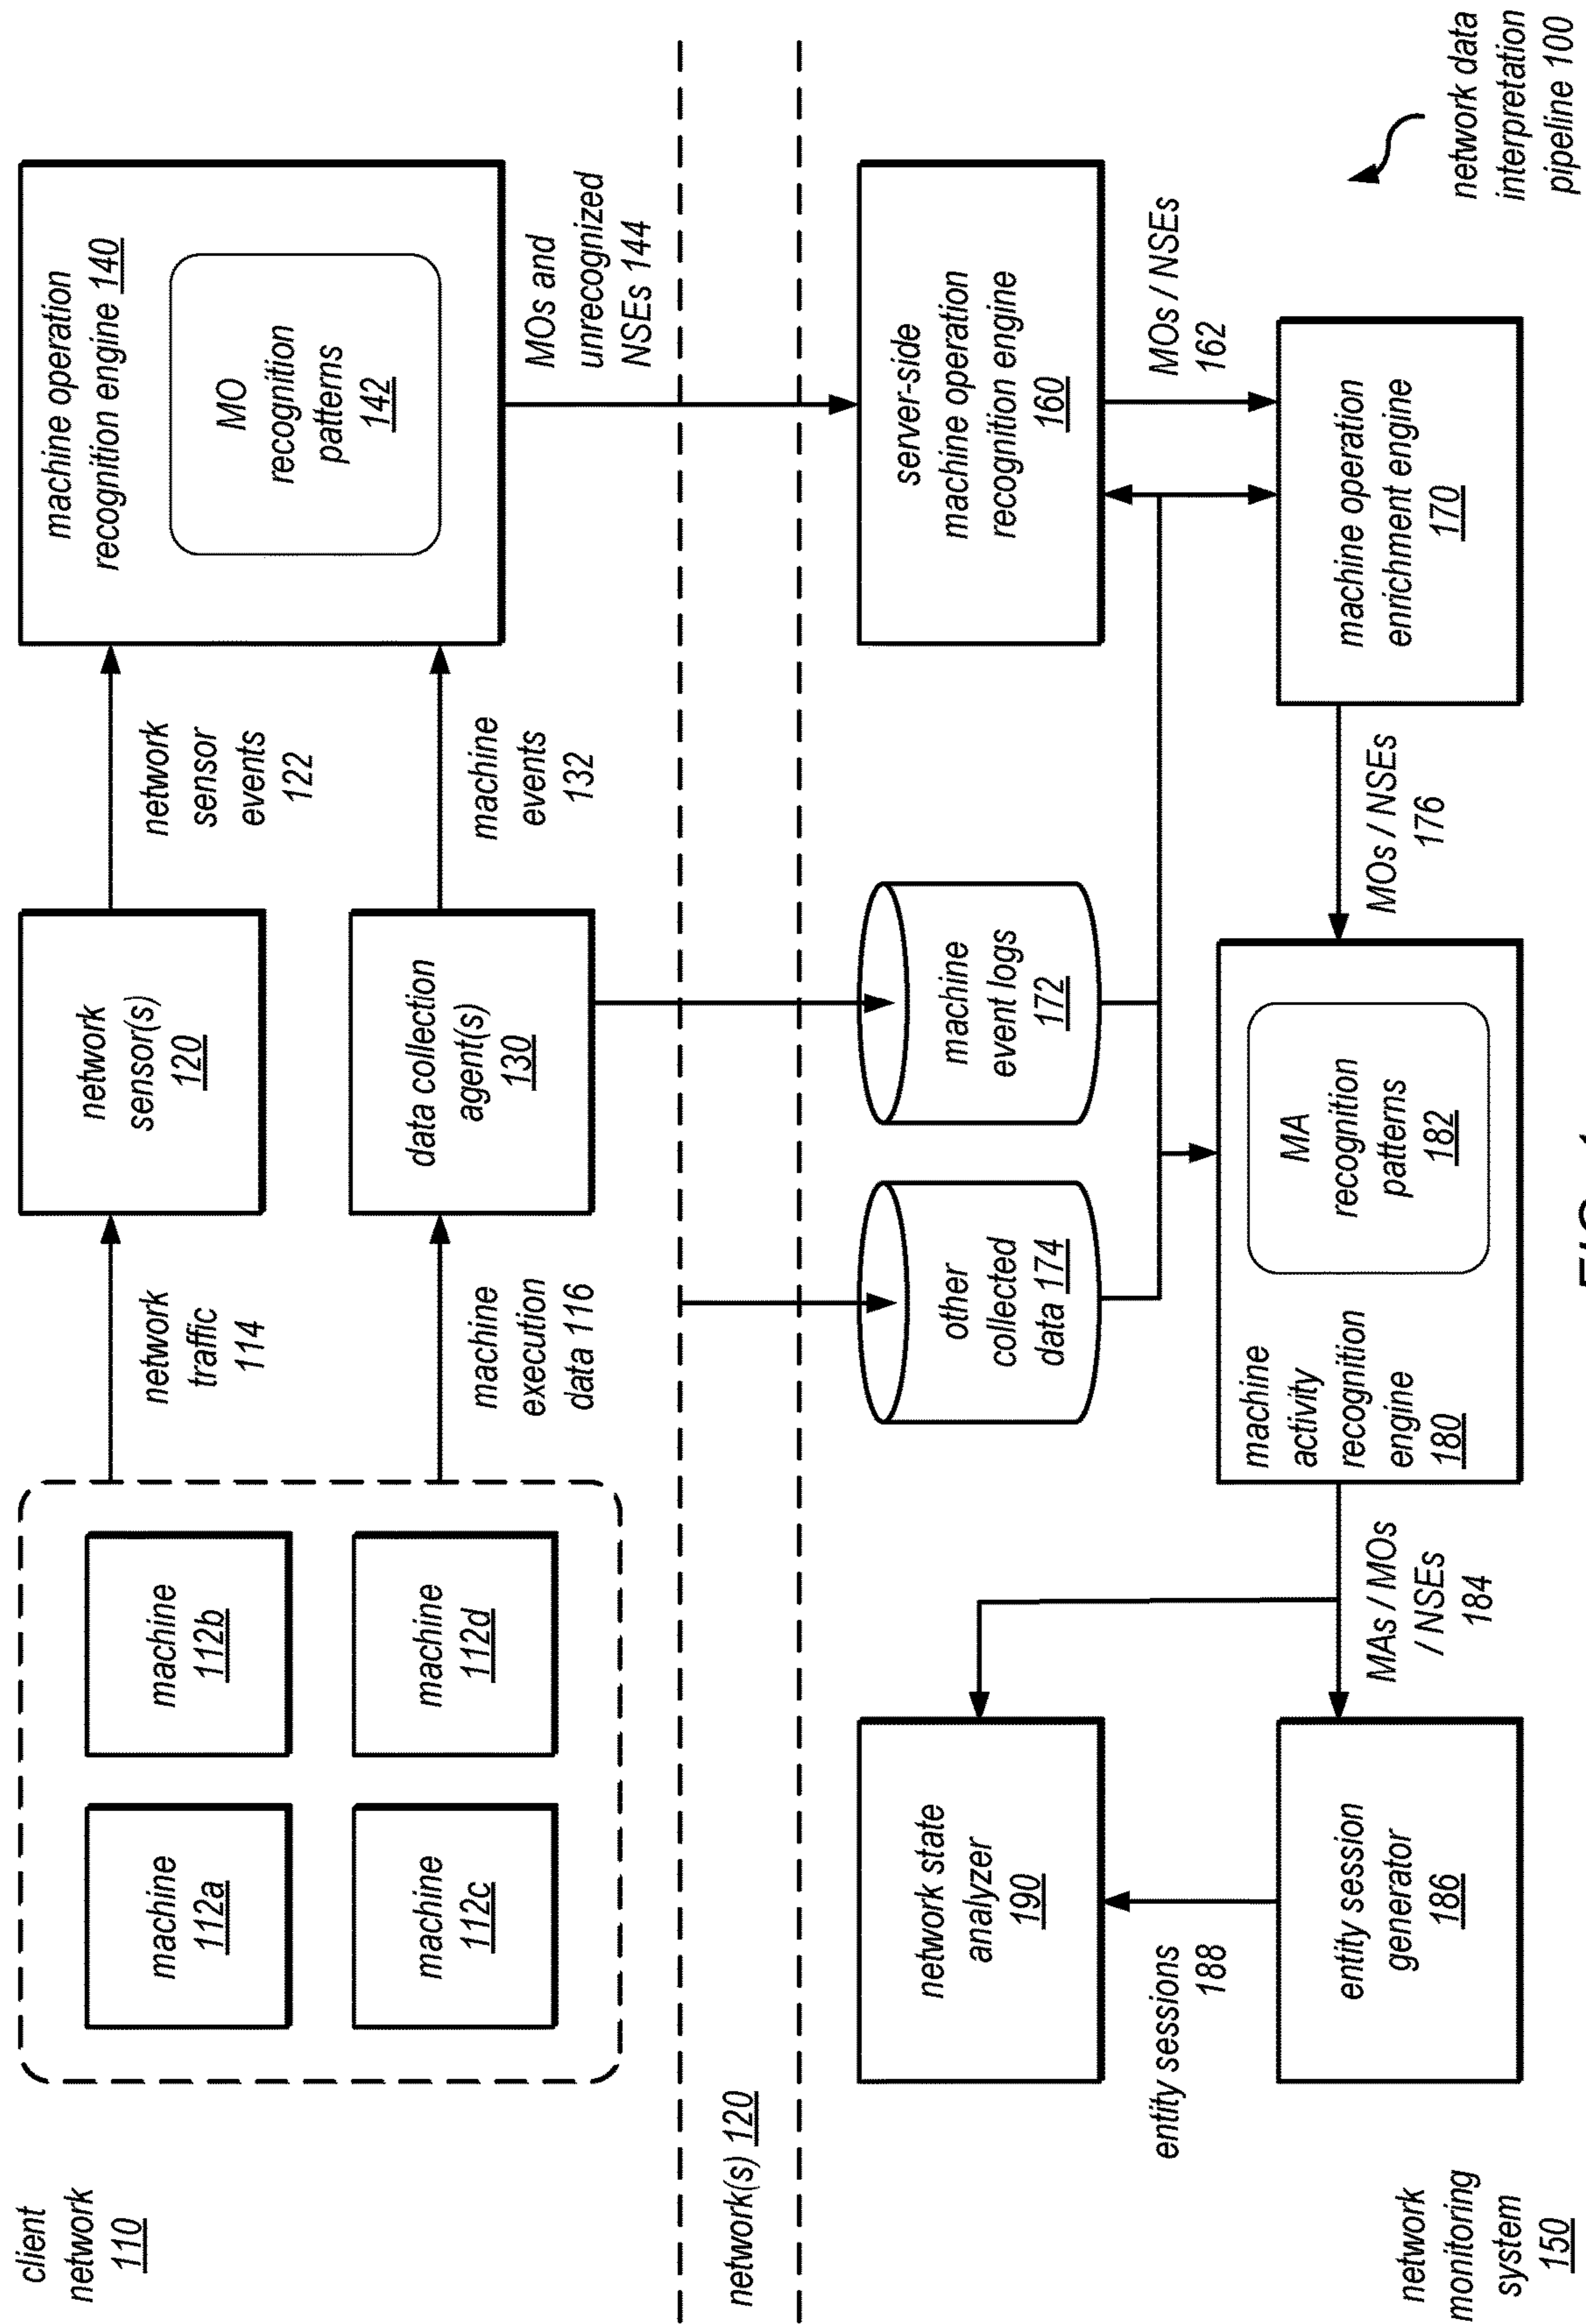 client
network
110
machine
112a
machine
112b
machine
112c
machine
112d
network
traffic
114
machine
execution
data 116
network
sensor(s)
120
data collection
agent(s)
130
network
sensor
events
122
machine
events
132
machine operation
recognition engine 140
MO
recognition
patterns
142
MOs and
unrecognized
NSEs 144
network(s) 120
network
monitoring
system
150
server-side
machine operation
recognition engine
160
MOs / NSEs
162
machine operation
enrichment engine
170
machine
event logs
172
other
collected
data 174
MOs / NSEs
176
machine
activity
recognition
engine
180
MA
recognition
patterns
182
MAs / MOs
/ NSEs
184
entity session
generator
186
entity sessions
188
network state
analyzer
190
network data
interpretation
pipeline 100